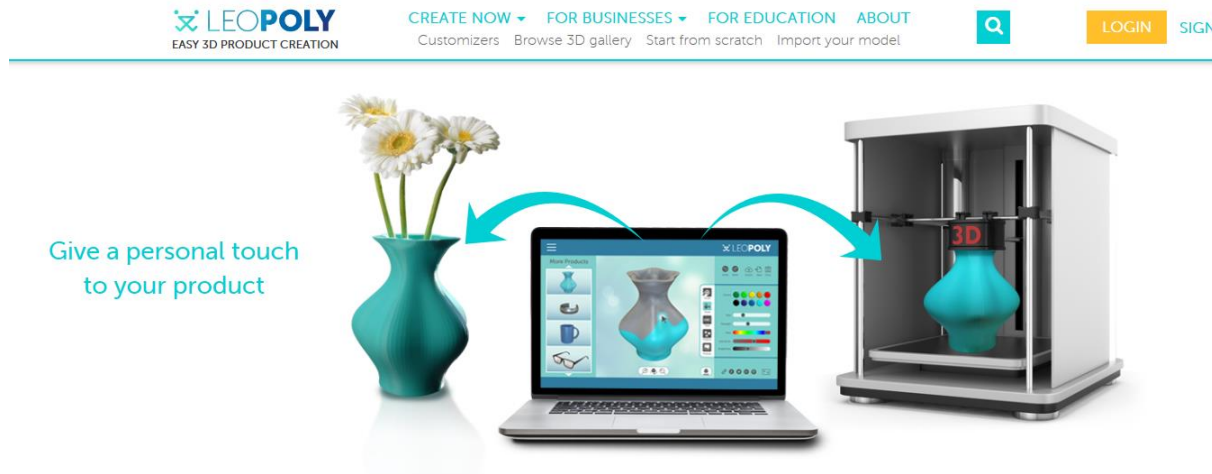 LEOPOLY
EASY 3D PRODUCT CREATION
CREATE NOW FOR BUSINESSES FOR EDUCATION ABOUT
Customizers Browse 3D gallery Start from scratch Import your model
LOGIN SIGN
Give a personal touch
to your product
LEOPOLY
More Products
3D